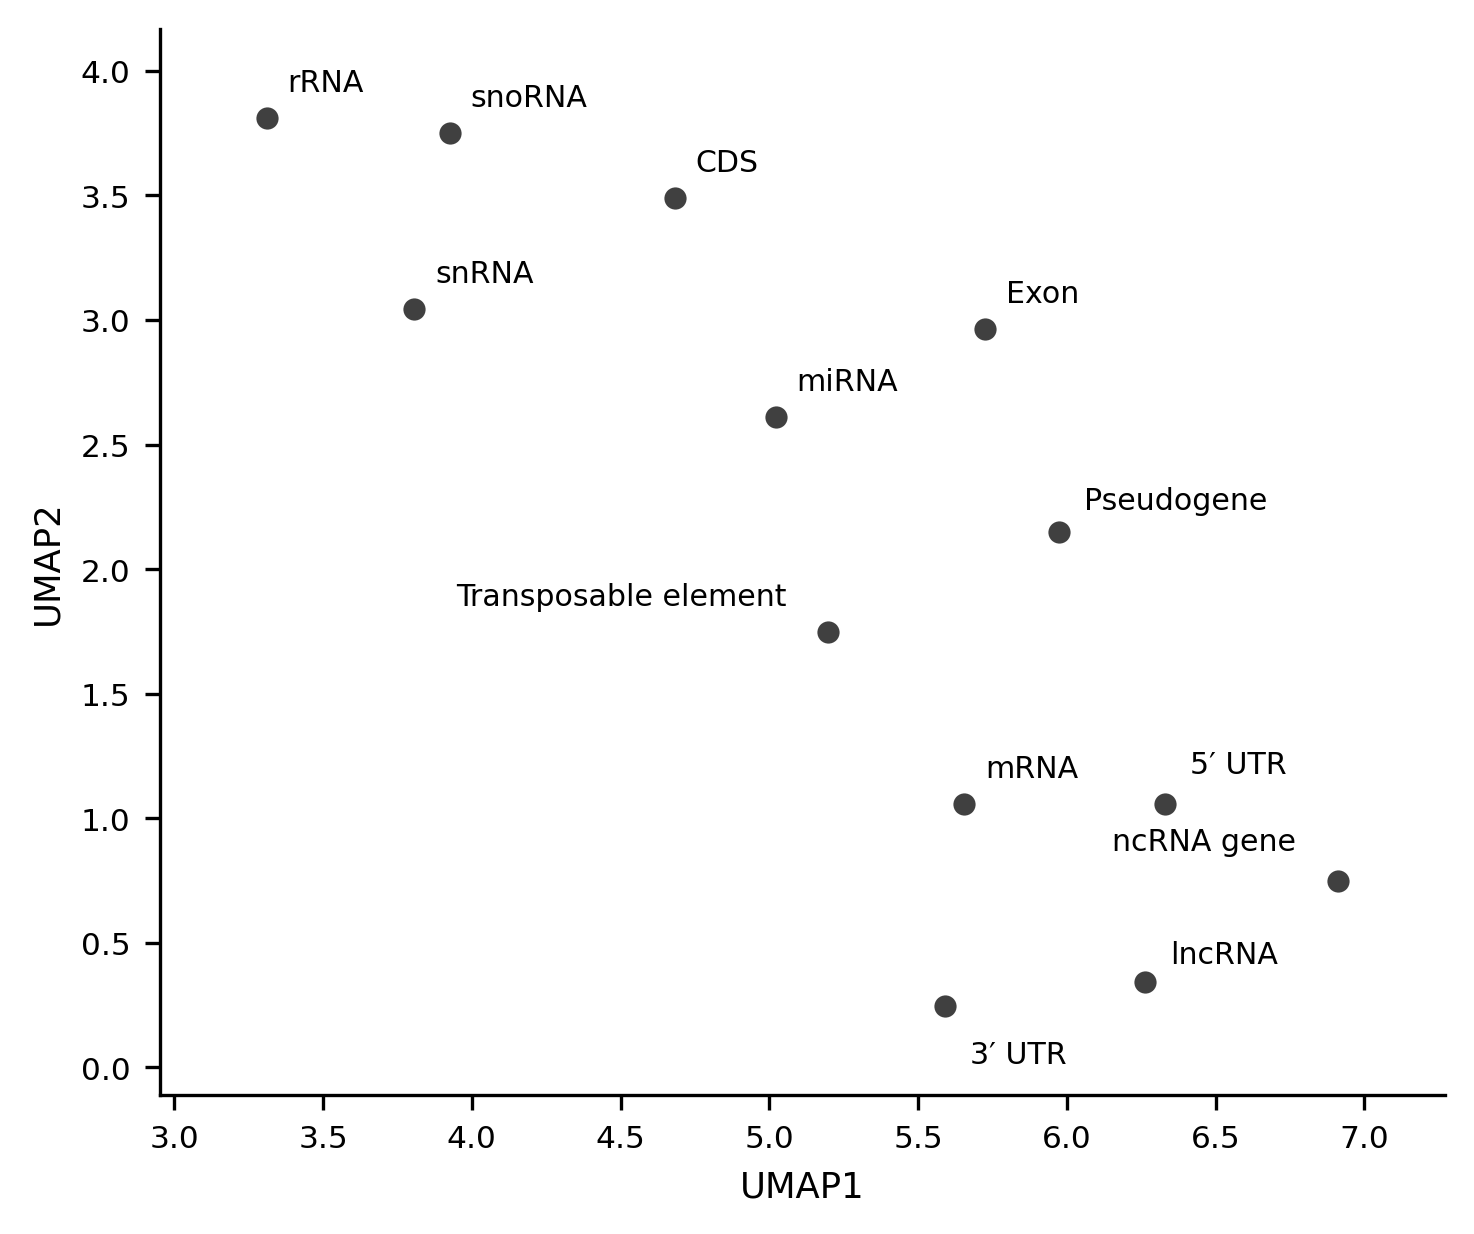 4.0
3.5
3.0
2.5
2.0
1.5
1.0
0.5
0.0
UMAP2
rRNA
snoRNA
CDS
snRNA
Exon
miRNA
Pseudogene
Transposable element
mRNA
5′ UTR
ncRNA gene
lncRNA
3′ UTR
3.0 3.5 4.0 4.5 5.0 5.5 6.0 6.5 7.0
UMAP1